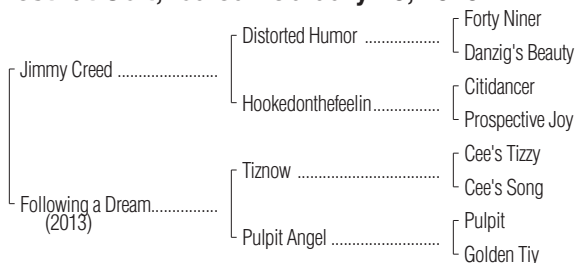 Forty Niner
Distorted Humor ..................
Danzig's Beauty
Jimmy Creed ........................
Citidancer
Hookedonthefeelin................
Prospective Joy
Cee's Tizzy
Tiznow ..................................
Cee's Song
Following a Dream................
(2013)
Pulpit
Pulpit Angel ..........................
Golden Tiy